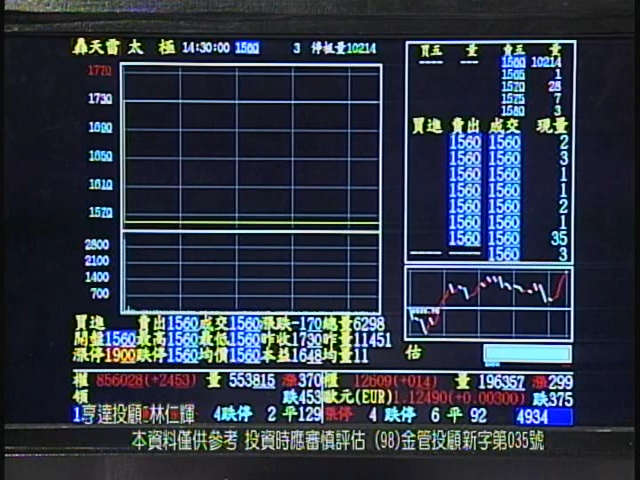 轟天雷 太極 14:30:00 1560 3 停板量10214
買五 量 賣五 量
---- --- 1560 10214
1565 1
1570 28
1575 7
1580 3
1770
1730
1690
1650
1610
1570
2800
2100
1400
700
買進 賣出 成交 現量
1560 1560 2
1560 1560 3
1560 1560 1
1560 1560 1
1560 1560 2
1560 1560 1
1560 1560 35
---- ---- 1560 3
買進 賣出1560成交1560漲跌-170總量6298
開盤1560最高1560最低1560昨收1730昨量11451
漲停1900跌停1560均價1560本益1648均量11
估
權 856028(+2453) 量 553815 漲370 櫃 12609(+014) 量 196357 漲299
領 跌453歐元(EUR)1.12490(+0.00300) 跌375
1亨達投顧 林仁輝 4跌停 2平129漲停 4跌停 6平 92 4934
本資料僅供參考 投資時應審慎評估 (98)金管投顧新字第035號